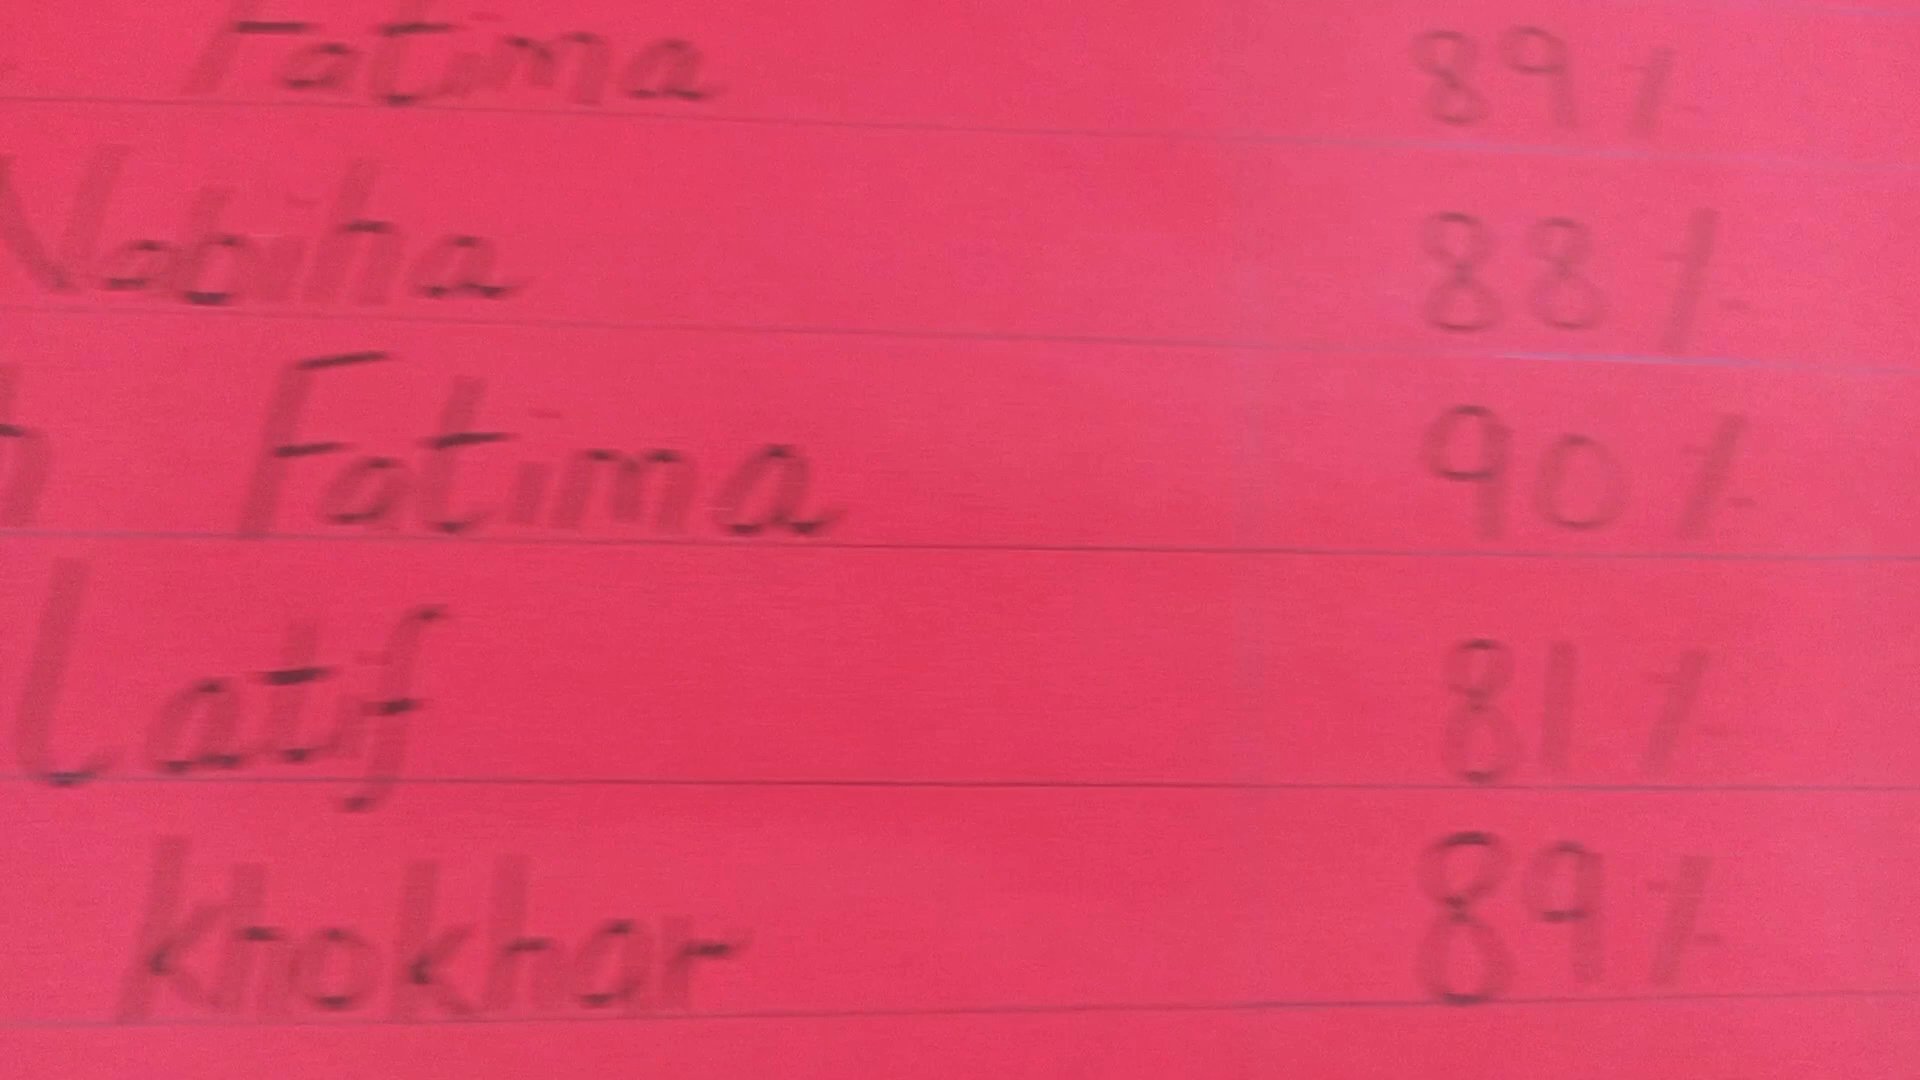 Fatima 89 %
Nabiha 88 %
Fatima 90 %
Latif 81 %
Khokhar 89 %